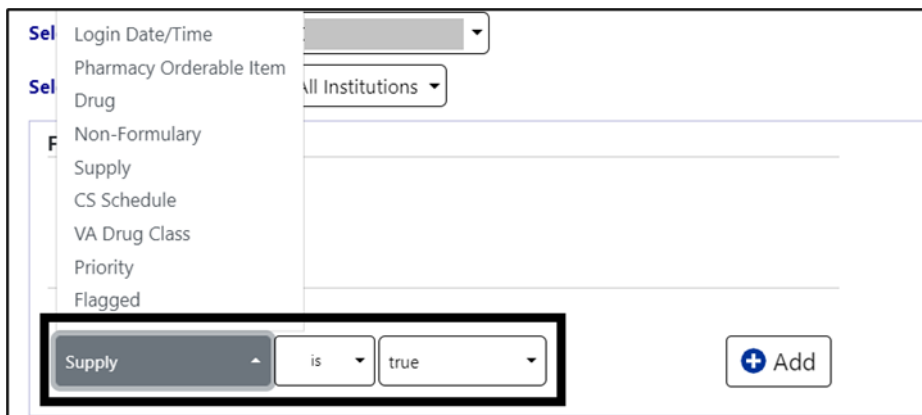 Sel
Login Date/Time
Pharmacy Orderable Item
Sel
All Institutions
Drug
Non-Formulary
F
Supply
CS Schedule
VA Drug Class
Priority
Flagged
Supply
is
true
Add